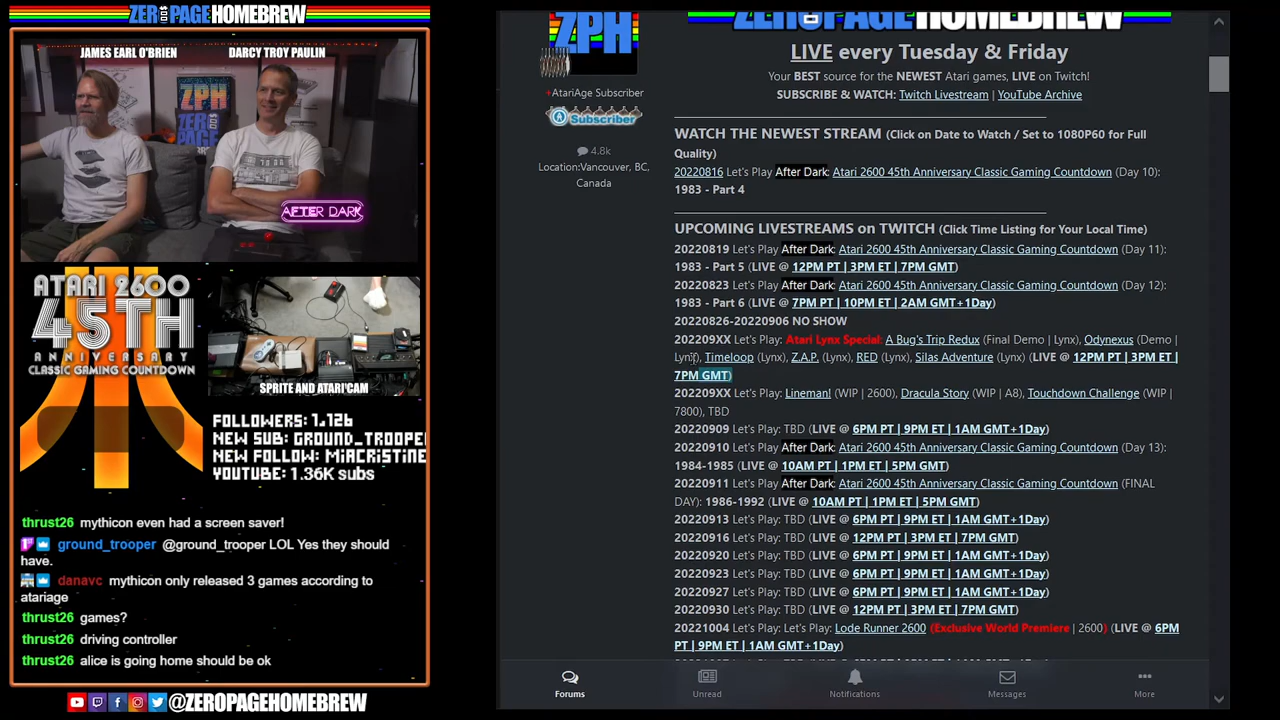 ZEROPAGEHOMEBREW
JAMES EARL O'BRIEN
DARCY TROY PAULIN
ZPH
AFTER DARK
ATARI 2600
45TH
ANNIVERSARY
CLASSIC GAMING COUNTDOWN
SPRITE AND ATARI CAM
FOLLOWERS: 1,126
NEW SUB: GROUND_TROOPER
NEW FOLLOW: MIACRISTINE
YOUTUBE: 1.36K subs
thrust26 mythicon even had a screen saver!
ground_trooper @ground_trooper LOL Yes they should
have.
danavc mythicon only released 3 games according to
atariage
thrust26 games?
thrust26 driving controller
thrust26 alice is going home should be ok
@ZEROPAGEHOMEBREW
ZPH
+AtariAge Subscriber
Subscriber
4.8k
Location:Vancouver, BC,
Canada
ZEROPAGEHOMEBREW
LIVE every Tuesday & Friday
Your BEST source for the NEWEST Atari games, LIVE on Twitch!
SUBSCRIBE & WATCH: Twitch Livestream | YouTube Archive
WATCH THE NEWEST STREAM (Click on Date to Watch / Set to 1080P60 for Full
Quality)
20220816 Let's Play After Dark: Atari 2600 45th Anniversary Classic Gaming Countdown (Day 10):
1983 - Part 4
UPCOMING LIVESTREAMS on TWITCH (Click Time Listing for Your Local Time)
20220819 Let's Play After Dark: Atari 2600 45th Anniversary Classic Gaming Countdown (Day 11):
1983 - Part 5 (LIVE @ 12PM PT | 3PM ET | 7PM GMT)
20220823 Let's Play After Dark: Atari 2600 45th Anniversary Classic Gaming Countdown (Day 12):
1983 - Part 6 (LIVE @ 7PM PT | 10PM ET | 2AM GMT+1Day)
20220826-20220906 NO SHOW
202209XX Let's Play: Atari Lynx Special: A Bug's Trip Redux (Final Demo | Lynx), Odynexus (Demo |
Lynx), Timeloop (Lynx), Z.A.P. (Lynx), RED (Lynx), Silas Adventure (Lynx) (LIVE @ 12PM PT | 3PM ET |
7PM GMT)
202209XX Let's Play: Lineman! (WIP | 2600), Dracula Story (WIP | A8), Touchdown Challenge (WIP |
7800), TBD
20220909 Let's Play: TBD (LIVE @ 6PM PT | 9PM ET | 1AM GMT+1Day)
20220910 Let's Play After Dark: Atari 2600 45th Anniversary Classic Gaming Countdown (Day 13):
1984-1985 (LIVE @ 10AM PT | 1PM ET | 5PM GMT)
20220911 Let's Play After Dark: Atari 2600 45th Anniversary Classic Gaming Countdown (FINAL
DAY): 1986-1992 (LIVE @ 10AM PT | 1PM ET | 5PM GMT)
20220913 Let's Play: TBD (LIVE @ 6PM PT | 9PM ET | 1AM GMT+1Day)
20220916 Let's Play: TBD (LIVE @ 12PM PT | 3PM ET | 7PM GMT)
20220920 Let's Play: TBD (LIVE @ 6PM PT | 9PM ET | 1AM GMT+1Day)
20220923 Let's Play: TBD (LIVE @ 6PM PT | 9PM ET | 1AM GMT+1Day)
20220927 Let's Play: TBD (LIVE @ 6PM PT | 9PM ET | 1AM GMT+1Day)
20220930 Let's Play: TBD (LIVE @ 12PM PT | 3PM ET | 7PM GMT)
20221004 Let's Play: Let's Play: Lode Runner 2600 (Exclusive World Premiere | 2600) (LIVE @ 6PM
PT | 9PM ET | 1AM GMT+1Day)
Forums
Unread
Notifications
Messages
More